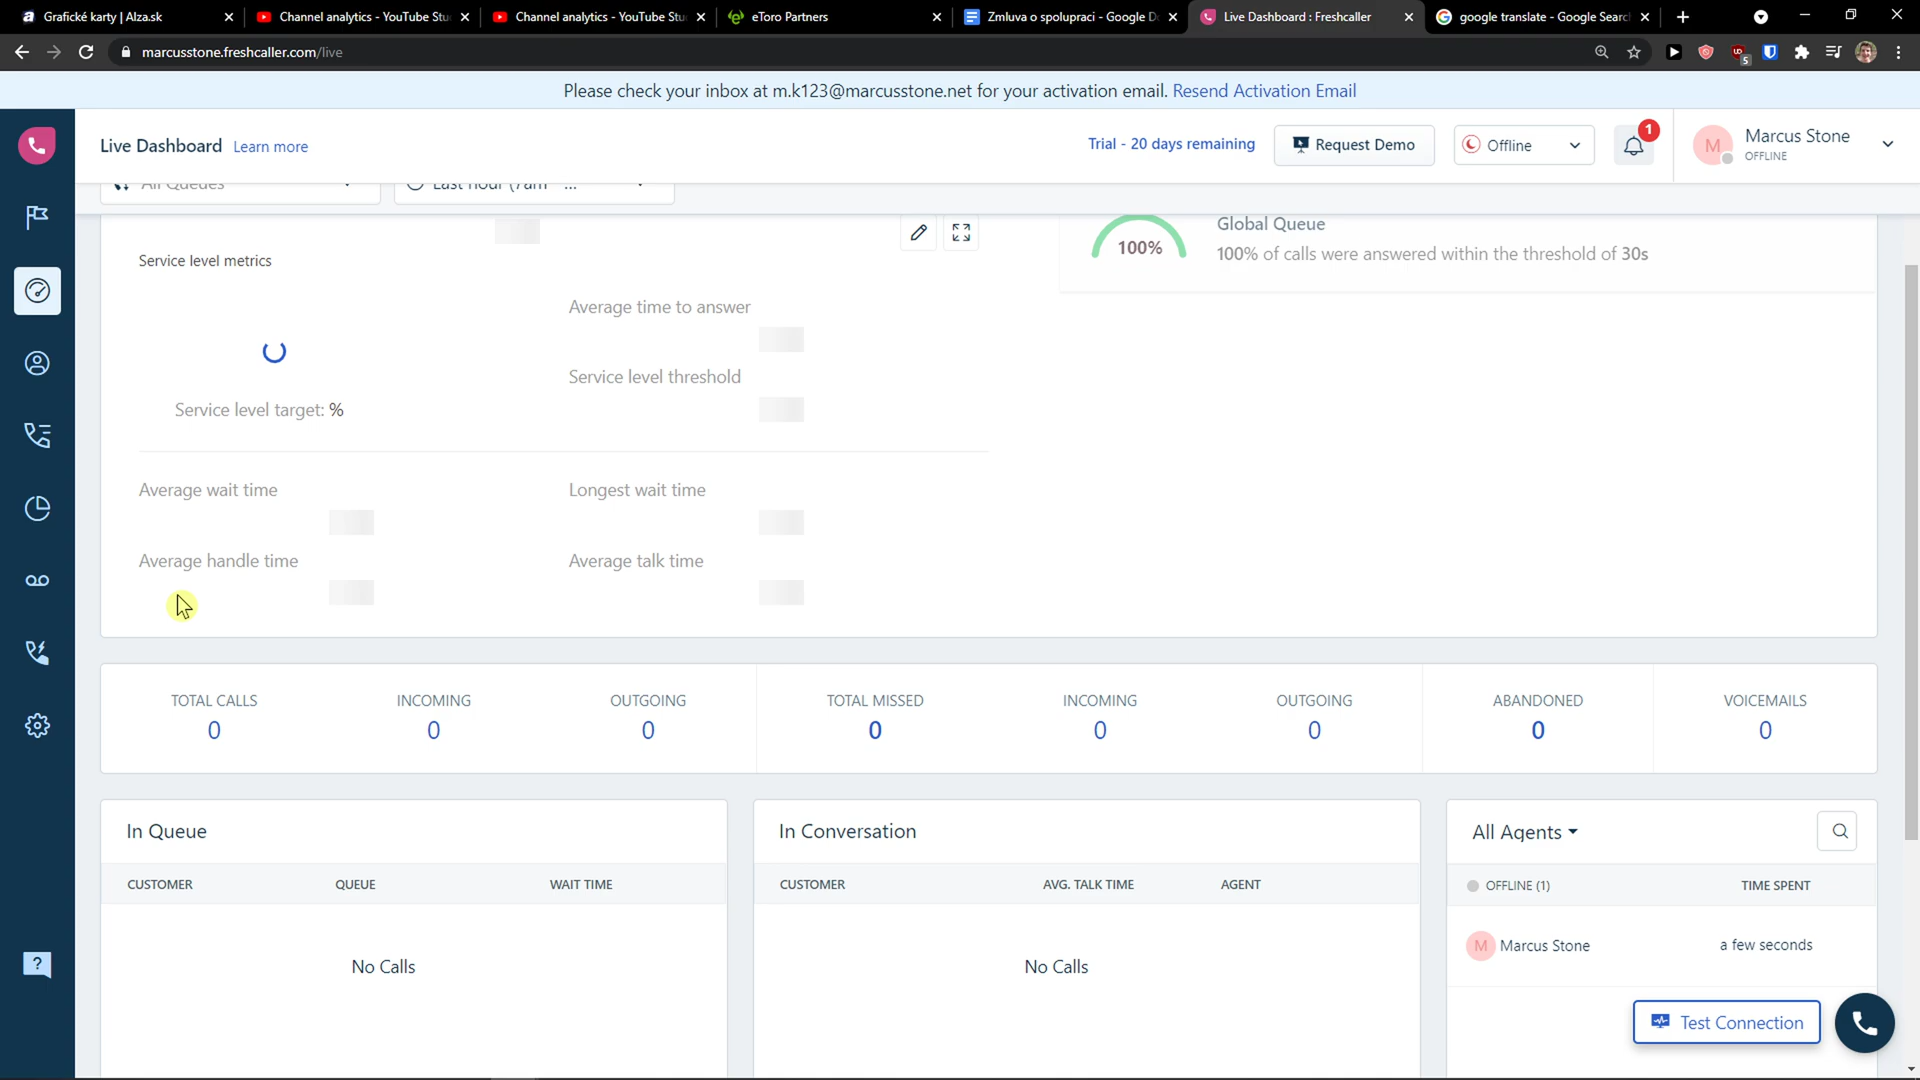 Grafické karty | Alza.sk
Channel analytics - YouTube Stu
Channel analytics - YouTube Stu
eToro Partners
Zmluva o spolupraci - Google D
Live Dashboard : Freshcaller
google translate - Google Searc
marcusstone.freshcaller.com/live
5
Please check your inbox at m.k123@marcusstone.net for your activation email. Resend Activation Email
Live Dashboard Learn more
Trial - 20 days remaining
Request Demo
Offline
1
M
Marcus Stone
OFFLINE
All Queues
Last hour (7am ...
Service level metrics
Average time to answer
Service level threshold
Service level target: %
Average wait time
Longest wait time
Average handle time
Average talk time
100%
Global Queue
100% of calls were answered within the threshold of 30s
TOTAL CALLS
0
INCOMING
0
OUTGOING
0
TOTAL MISSED
0
INCOMING
0
OUTGOING
0
ABANDONED
0
VOICEMAILS
0
In Queue
CUSTOMER QUEUE WAIT TIME
No Calls
In Conversation
CUSTOMER AVG. TALK TIME AGENT
No Calls
All Agents
OFFLINE (1) TIME SPENT
M Marcus Stone a few seconds
Test Connection
?